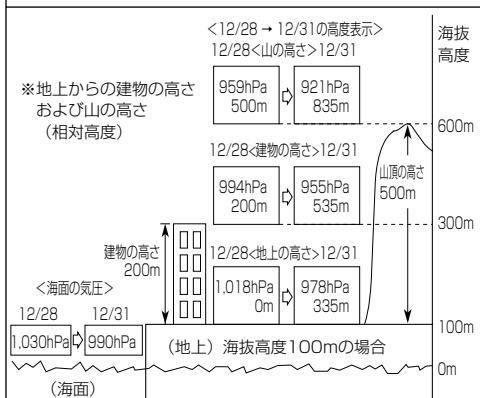 <12/28 → 12/31の高度表示>
12/28<山の高さ>12/31
海抜
高度
※地上からの建物の高さ
および山の高さ
（相対高度）
959hPa
500m
921hPa
835m
600m
12/28<建物の高さ>12/31
山頂の高さ
500m
994hPa
200m
955hPa
535m
300m
建物の高さ
200m
12/28<地上の高さ>12/31
<海面の気圧>
1,018hPa
0m
978hPa
335m
12/28 12/31
1,030hPa 990hPa
100m
（地上）海抜高度100mの場合
0m
（海面）